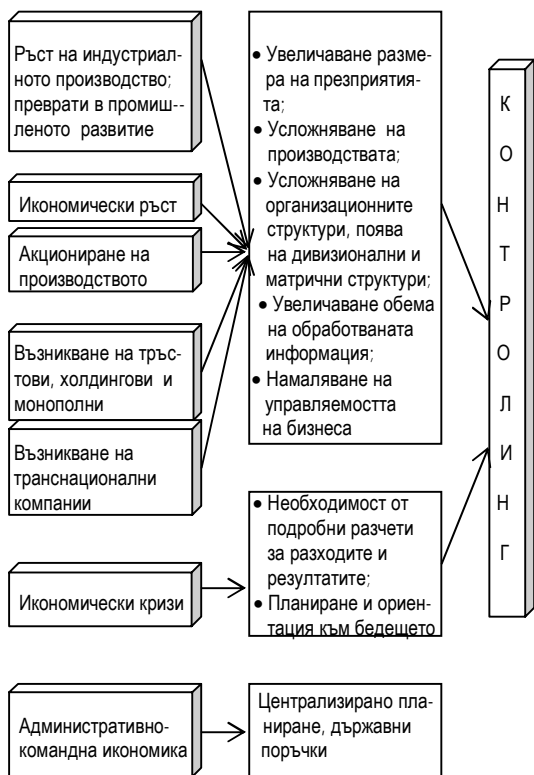 Ръст на индустриал-
ното производство;
преврати в промиш--
леното развитие
Икономически ръст
Акциониране на
производството
Възникване на тръс-
тови, холдингови и
монополни
Възникване на
транснационални
компании
Икономически кризи
Административно-
командна икономика
• Увеличаване разме-
ра на презприятия-
та;
• Усложняване на
производствата;
• Усложняване на
организационните
структури, поява
на дивизионални и
матрични структури;
• Увеличаване обема
на обработваната
информация;
• Намаляване на
управляемостта
на бизнеса
• Необходимост от
подробни разчети
за разходите и
резултатите;
• Планиране и ориен-
тация към бедещето
Централизирано пла-
ниране, държавни
поръчки
К
О
Н
Т
Р
О
Л
И
Н
Г